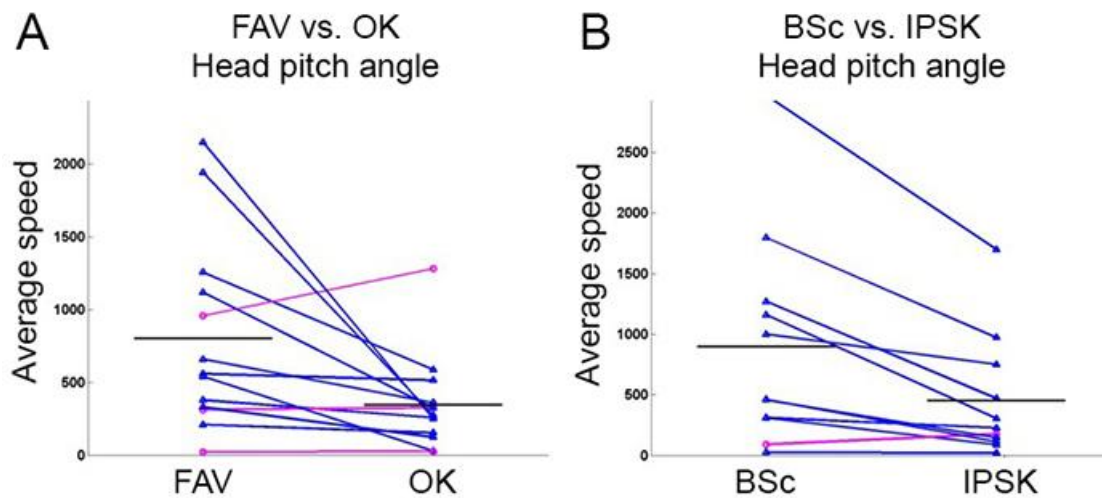 A
FAV vs. OK
Head pitch angle
Average speed
2000
1500
1000
500
0
FAV
OK
B
BSc vs. IPSK
Head pitch angle
Average speed
2500
2000
1500
1000
500
0
BSc
IPSK